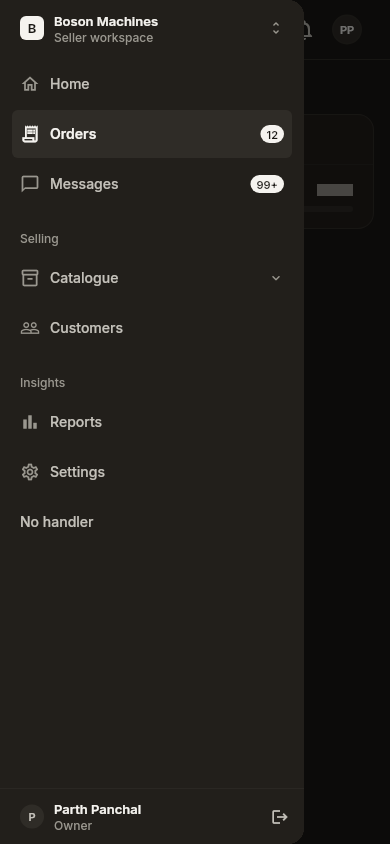 B
Boson Machines
Seller workspace
PP
Home
Orders
12
Messages
99+
Selling
Catalogue
Customers
Insights
Reports
Settings
No handler
P
Parth Panchal
Owner